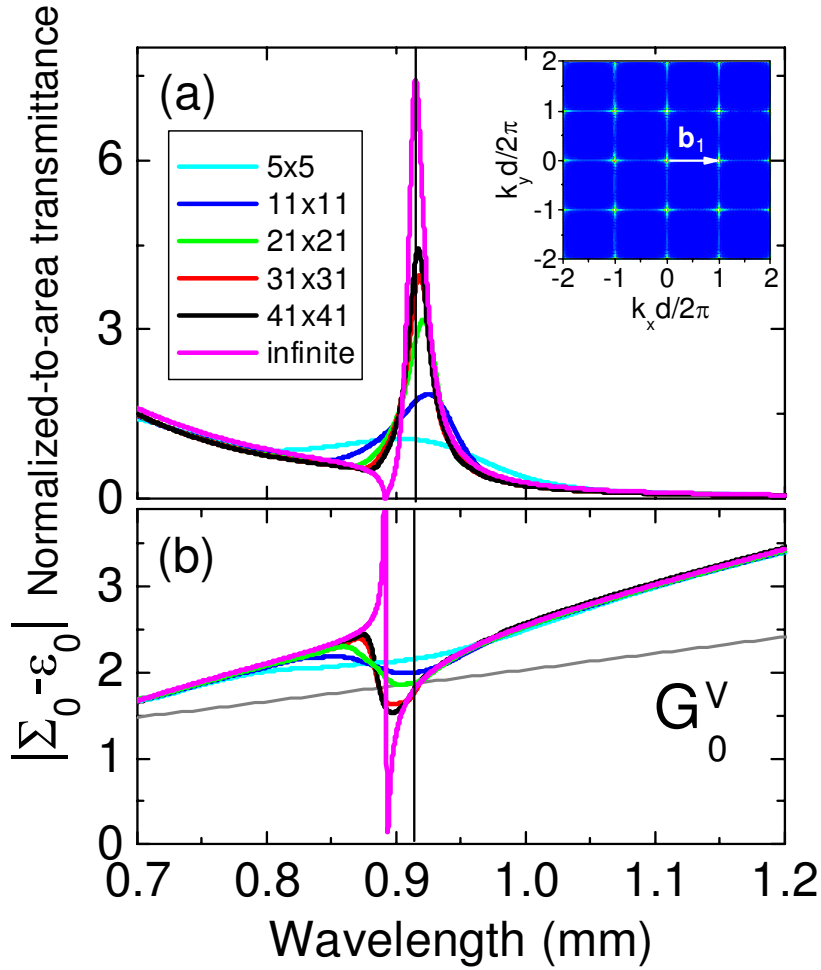 Normalized-to-area transmittance
(a)
6
3
0
5x5
11x11
21x21
31x31
41x41
infinite
k_y d/2π
2
1
0
-1
-2
b₁
-2 -1 0 1 2
k_x d/2π
|Σ₀-ε₀|
(b)
3
2
1
0
G₀ⱽ
0.7 0.8 0.9 1.0 1.1 1.2
Wavelength (mm)